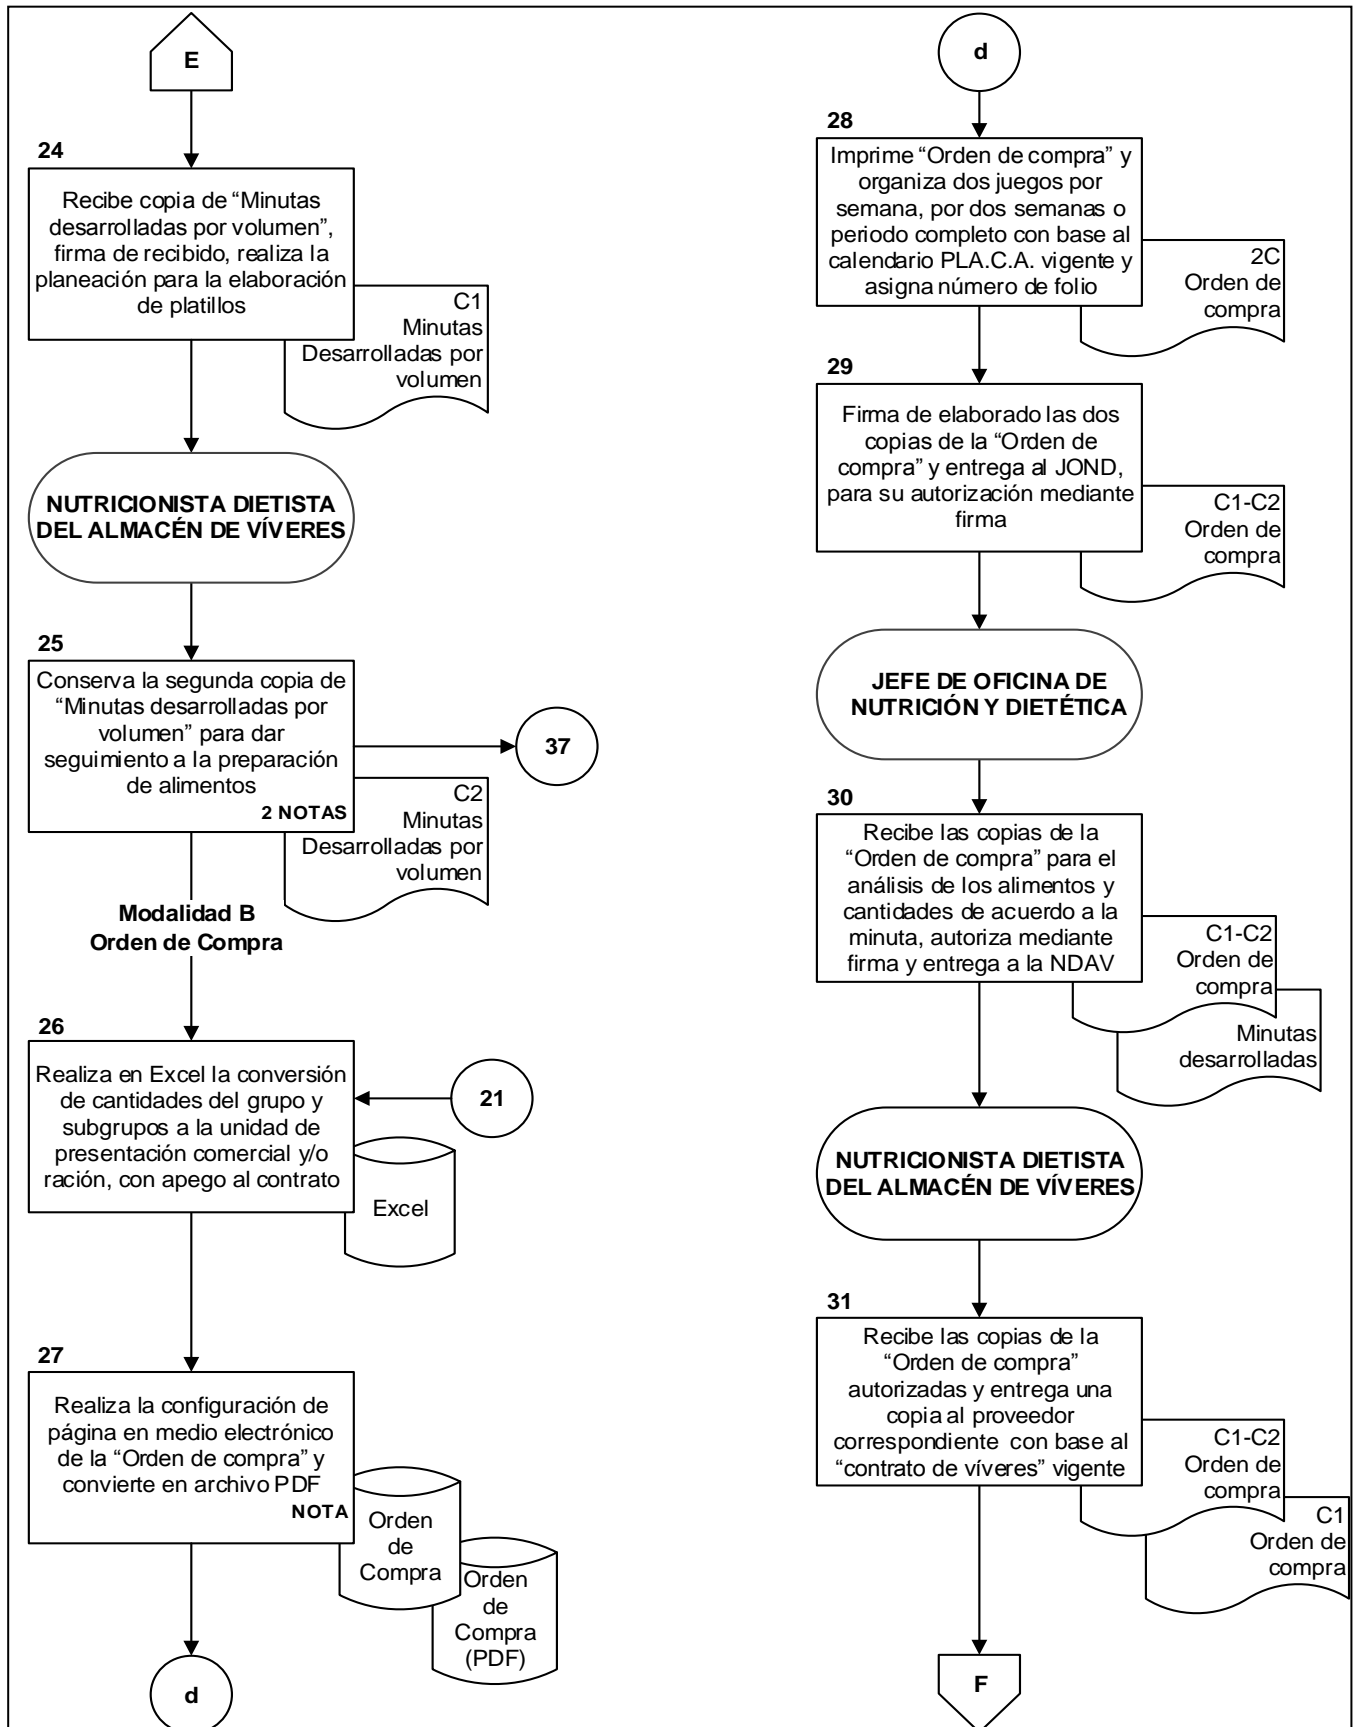 E
24
Recibe copia de “Minutas
desarrolladas por volumen”,
firma de recibido, realiza la
planeación para la elaboración
de platillos
C1
Minutas
Desarrolladas por
volumen
NUTRICIONISTA DIETISTA
DEL ALMACÉN DE VÍVERES
25
Conserva la segunda copia de
“Minutas desarrolladas por
volumen” para dar
seguimiento a la preparación
de alimentos
2 NOTAS
37
C2
Minutas
Desarrolladas por
volumen
Modalidad B
Orden de Compra
26
Realiza en Excel la conversión
de cantidades del grupo y
subgrupos a la unidad de
presentación comercial y/o
ración, con apego al contrato
21
Excel
27
Realiza la configuración de
página en medio electrónico
de la “Orden de compra” y
convierte en archivo PDF
NOTA
Orden
de
Compra
Orden
de
Compra
(PDF)
d
d
28
Imprime “Orden de compra” y
organiza dos juegos por
semana, por dos semanas o
periodo completo con base al
calendario PLA.C.A. vigente y
asigna número de folio
2C
Orden de
compra
29
Firma de elaborado las dos
copias de la “Orden de
compra” y entrega al JOND,
para su autorización mediante
firma
C1-C2
Orden de
compra
JEFE DE OFICINA DE
NUTRICIÓN Y DIETÉTICA
30
Recibe las copias de la
“Orden de compra” para el
análisis de los alimentos y
cantidades de acuerdo a la
minuta, autoriza mediante
firma y entrega a la NDAV
C1-C2
Orden de
compra
Minutas
desarrolladas
NUTRICIONISTA DIETISTA
DEL ALMACÉN DE VÍVERES
31
Recibe las copias de la
“Orden de compra”
autorizadas y entrega una
copia al proveedor
correspondiente con base al
“contrato de víveres” vigente
C1-C2
Orden de
compra
C1
Orden de
compra
F